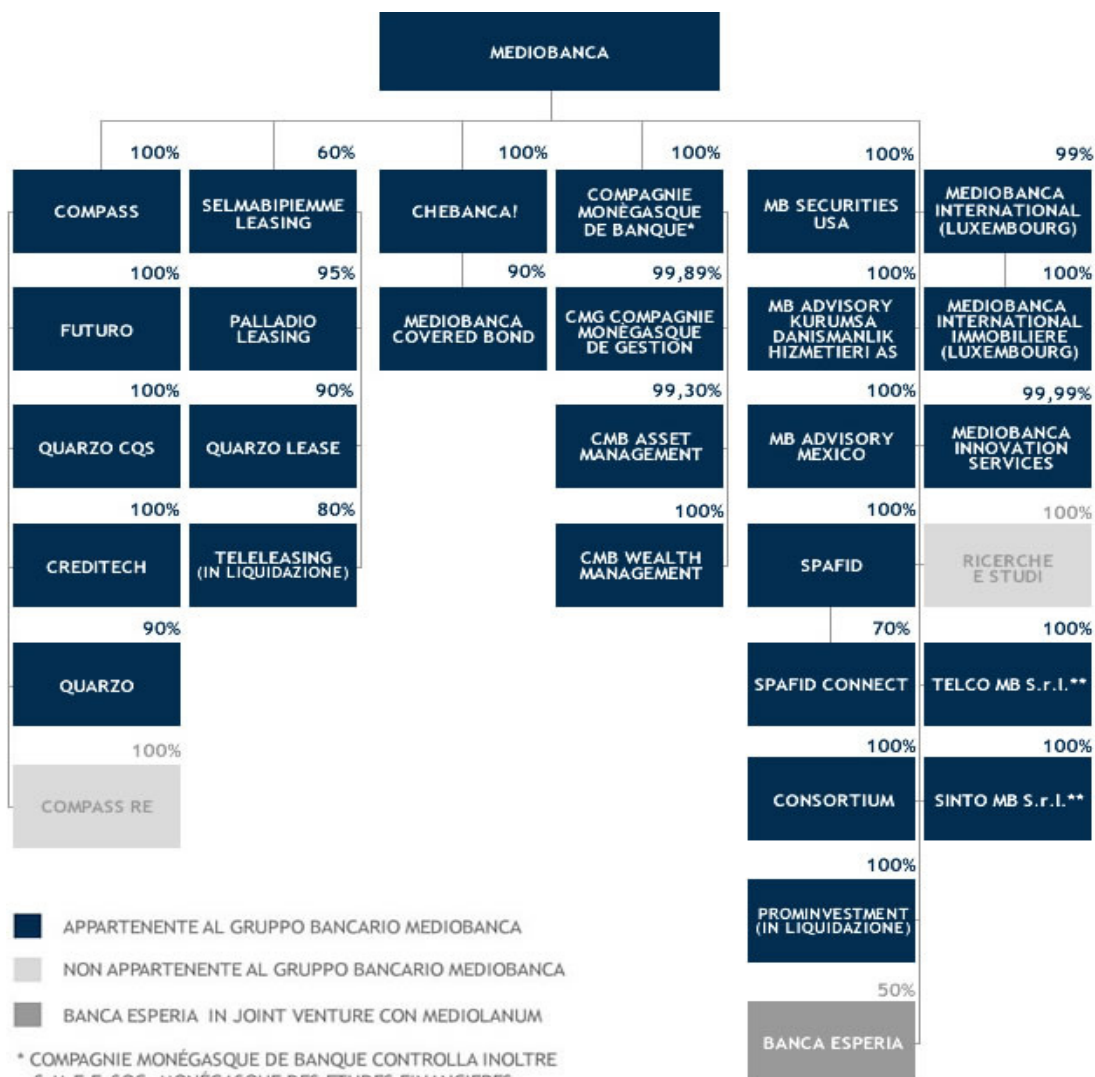 MEDIOBANCA
100%
60%
100%
100%
100%
99%
COMPASS
SELMABIPIEMME
LEASING
CHEBANCA!
COMPAGNIE
MONÈGASQUE
DE BANQUE*
MB SECURITIES
USA
MEDIOBANCA
INTERNATIONAL
(LUXEMBOURG)
100%
95%
90%
99,89%
100%
100%
FUTURO
PALLADIO
LEASING
MEDIOBANCA
COVERED BOND
CMG COMPAGNIE
MONÈGASQUE
DE GESTION
MB ADVISORY
KURUMSA
DANISMANLIK
HIZMETIERI AS
MEDIOBANCA
INTERNATIONAL
IMMOBILIERE
(LUXEMBOURG)
100%
90%
99,30%
100%
99,99%
QUARZO CQS
QUARZO LEASE
CMB ASSET
MANAGEMENT
MB ADVISORY
MEXICO
MEDIOBANCA
INNOVATION
SERVICES
100%
80%
100%
100%
100%
CREDITECH
TELELEASING
(IN LIQUIDAZIONE)
CMB WEALTH
MANAGEMENT
SPAFID
RICERCHE
E STUDI
90%
70%
100%
QUARZO
SPAFID CONNECT
TELCO MB S.r.l.**
100%
100%
100%
COMPASS RE
CONSORTIUM
SINTO MB S.r.l.**
100%
PROMINVESTMENT
(IN LIQUIDAZIONE)
50%
BANCA ESPERIA
APPARTENENTE AL GRUPPO BANCARIO MEDIOBANCA
NON APPARTENENTE AL GRUPPO BANCARIO MEDIOBANCA
BANCA ESPERIA IN JOINT VENTURE CON MEDIOLANUM
* COMPAGNIE MONÉGASQUE DE BANQUE CONTROLLA INOLTRE